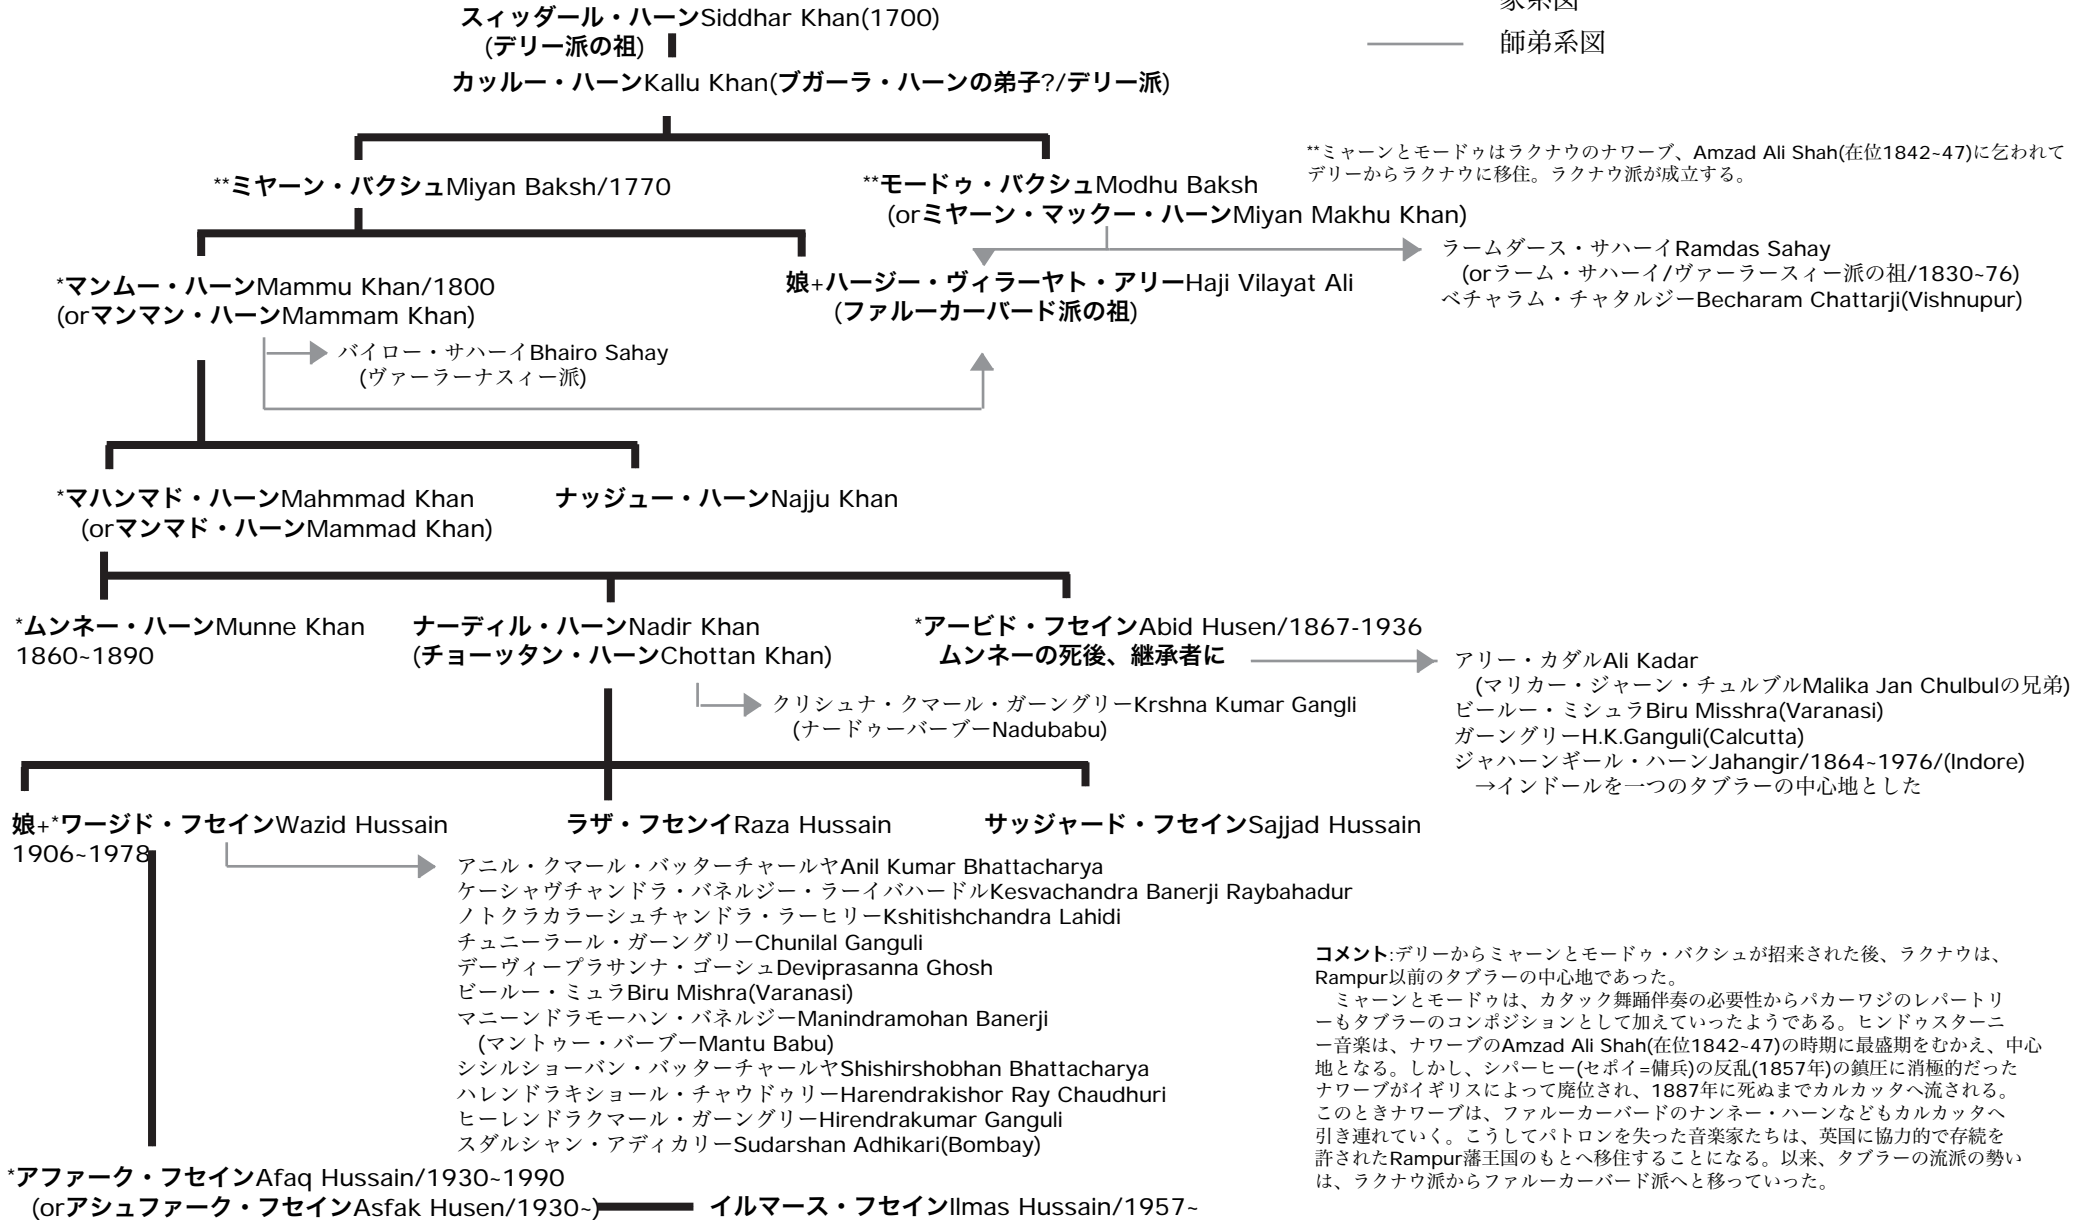 スィッダール・ハーンSiddhar Khan(1700)
(デリー派の祖)
家系図
師弟系図
カッルー・ハーンKallu Khan(ブガーラ・ハーンの弟子?/デリー派)
**ミャーンとモードゥはラクナウのナワーブ、Amzad Ali Shah(在位1842~47)に乞われて
デリーからラクナウに移住。ラクナウ派が成立する。
**ミヤーン・バクシュMiyan Baksh/1770
**モードゥ・バクシュModhu Baksh
(orミヤーン・マックー・ハーンMiyan Makhu Khan)
ラームダース・サハーイRamdas Sahay
(orラーム・サハーイ/ヴァーラースィー派の祖/1830~76)
ベチャラム・チャタルジーBecharam Chattarji(Vishnupur)
*マンムー・ハーンMammu Khan/1800
(orマンマン・ハーンMammam Khan)
娘+ハージー・ヴィラーヤト・アリーHaji Vilayat Ali
(ファルーカーバード派の祖)
バイロー・サハーイBhairo Sahay
(ヴァーラーナスィー派)
*マハンマド・ハーンMahmmad Khan
(orマンマド・ハーンMammad Khan)
ナッジュー・ハーンNajju Khan
*ムンネー・ハーンMunne Khan
1860~1890
ナーディル・ハーンNadir Khan
(チョーッタン・ハーンChottan Khan)
*アービド・フセインAbid Husen/1867-1936
ムンネーの死後、継承者に
アリー・カダルAli Kadar
(マリカー・ジャーン・チュルブルMalika Jan Chulbulの兄弟)
ビールー・ミシュラBiru Misshra(Varanasi)
ガーングリーH.K.Ganguli(Calcutta)
ジャハーンギール・ハーンJahangir/1864~1976/(Indore)
→インドールを一つのタブラーの中心地とした
クリシュナ・クマール・ガーングリーKrshna Kumar Gangli
(ナードゥーバーブーNadubabu)
娘+*ワージド・フセインWazid Hussain
1906~1978
ラザ・フセンイRaza Hussain
サッジャード・フセインSajjad Hussain
アニル・クマール・バッターチャールヤAnil Kumar Bhattacharya
ケーシャヴチャンドラ・バネルジー・ラーイバハードルKesvachandra Banerji Raybahadur
ノトクラカラーシュチャンドラ・ラーヒリーKshitishchandra Lahidi
チュニーラール・ガーングリーChunilal Ganguli
デーヴィープラサンナ・ゴーシュDeviprasanna Ghosh
ビールー・ミュラBiru Mishra(Varanasi)
マニーンドラモーハン・バネルジーManindramohan Banerji
(マントゥー・バーブーMantu Babu)
シシルショーバン・バッターチャールヤShishirshobhan Bhattacharya
ハレンドラキショール・チャウドゥリーHarendrakishor Ray Chaudhuri
ヒーレンドラクマール・ガーングリーHirendrakumar Ganguli
スダルシャン・アディカリーSudarshan Adhikari(Bombay)
*アファーク・フセインAfaq Hussain/1930~1990
(orアシュファーク・フセインAsfak Husen/1930~)
イルマース・フセインIlmas Hussain/1957~
コメント:デリーからミャーンとモードゥ・バクシュが招来された後、ラクナウは、
Rampur以前のタブラーの中心地であった。
ミャーンとモードゥは、カタック舞踊伴奏の必要性からパカーワジのレパートリ
ーもタブラーのコンポジションとして加えていったようである。ヒンドゥスターニ
ー音楽は、ナワーブのAmzad Ali Shah(在位1842~47)の時期に最盛期をむかえ、中心
地となる。しかし、シパーヒー(セポイ=傭兵)の反乱(1857年)の鎮圧に消極的だった
ナワーブがイギリスによって廃位され、1887年に死ぬまでカルカッタへ流される。
このときナワーブは、ファルーカーバードのナンネー・ハーンなどもカルカッタへ
引き連れていく。こうしてパトロンを失った音楽家たちは、英国に協力的で存続を
許されたRampur藩王国のもとへ移住することになる。以来、タブラーの流派の勢い
は、ラクナウ派からファルーカーバード派へと移っていった。